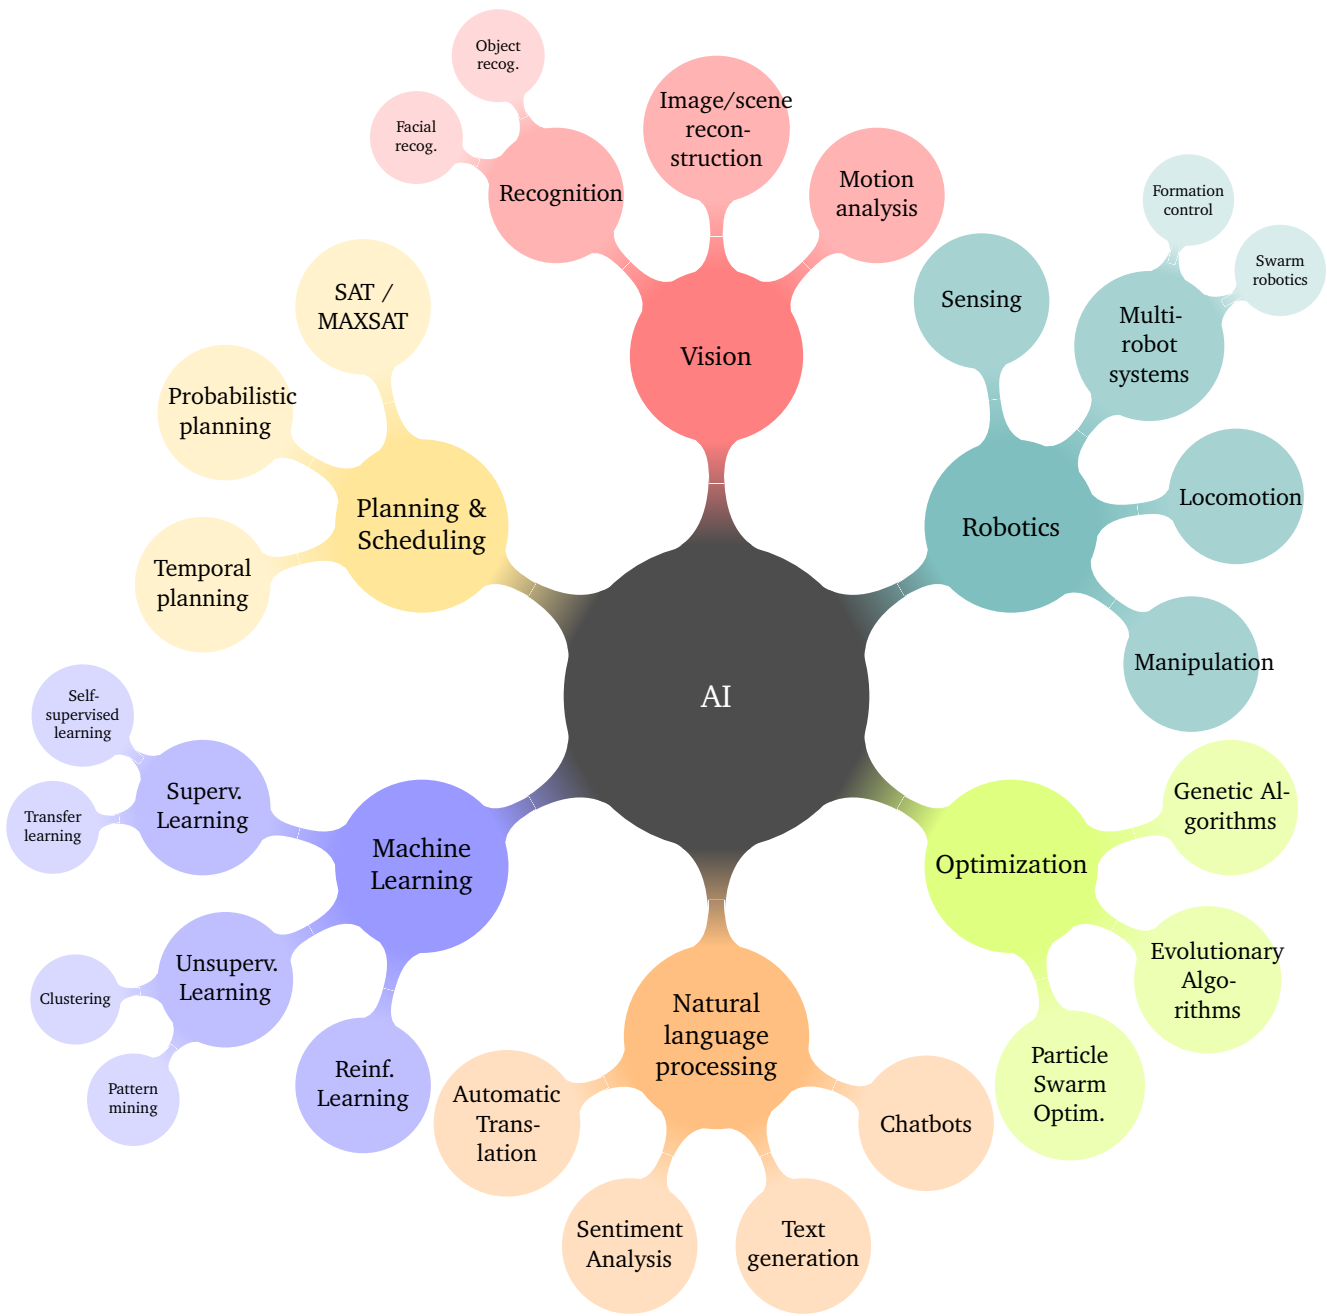 Object
recog.
Facial
recog.
Recognition
Image/scene
recon-
struction
Motion
analysis
Vision
Formation
control
Swarm
robotics
Multi-
robot
systems
Sensing
Locomotion
Manipulation
Robotics
SAT /
MAXSAT
Probabilistic
planning
Temporal
planning
Planning &
Scheduling
AI
Self-
supervised
learning
Transfer
learning
Superv.
Learning
Machine
Learning
Unsuperv.
Learning
Clustering
Pattern
mining
Reinf.
Learning
Natural
language
processing
Automatic
Trans-
lation
Sentiment
Analysis
Text
generation
Chatbots
Optimization
Genetic Al-
gorithms
Evolutionary
Algo-
rithms
Particle
Swarm
Optim.